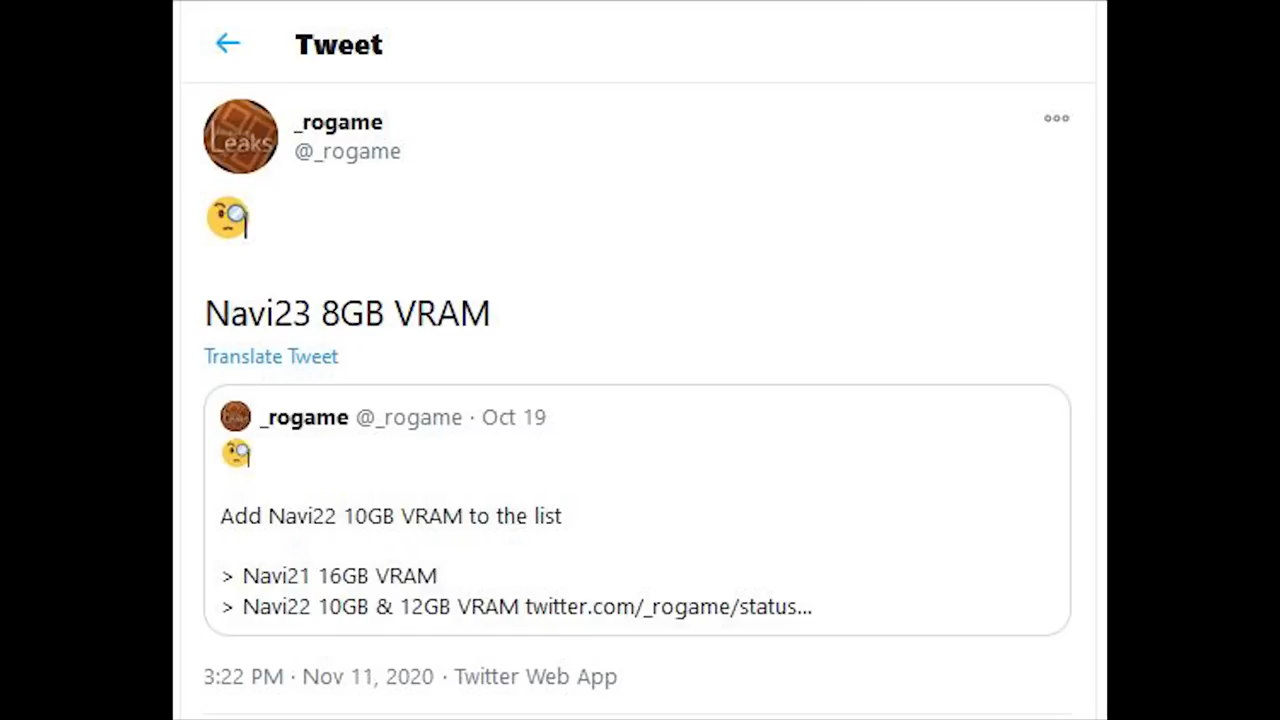 Tweet
_rogame
@_rogame
Leaks
Navi23 8GB VRAM
Translate Tweet
_rogame @_rogame · Oct 19
Add Navi22 10GB VRAM to the list
> Navi21 16GB VRAM
> Navi22 10GB & 12GB VRAM twitter.com/_rogame/status...
3:22 PM · Nov 11, 2020 · Twitter Web App